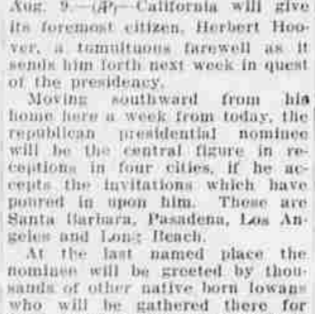 Aug. 9.—(AP)—California will give
its foremost citizen, Herbert Hoo-
ver, a tumultuous farewell as it
sends him forth next week in quest
of the presidency.
Moving southward from his
home here a week from today, the
republican presidential nominee
will be the central figure in re-
ceptions in four cities, if he ac-
cepts the invitations which have
poured in upon him. These are
Santa Barbara, Pasadena, Los An-
geles and Long Beach.
At the last named place the
nominee will be greeted by thou-
sands of other native born Iowans
who will be gathered there for